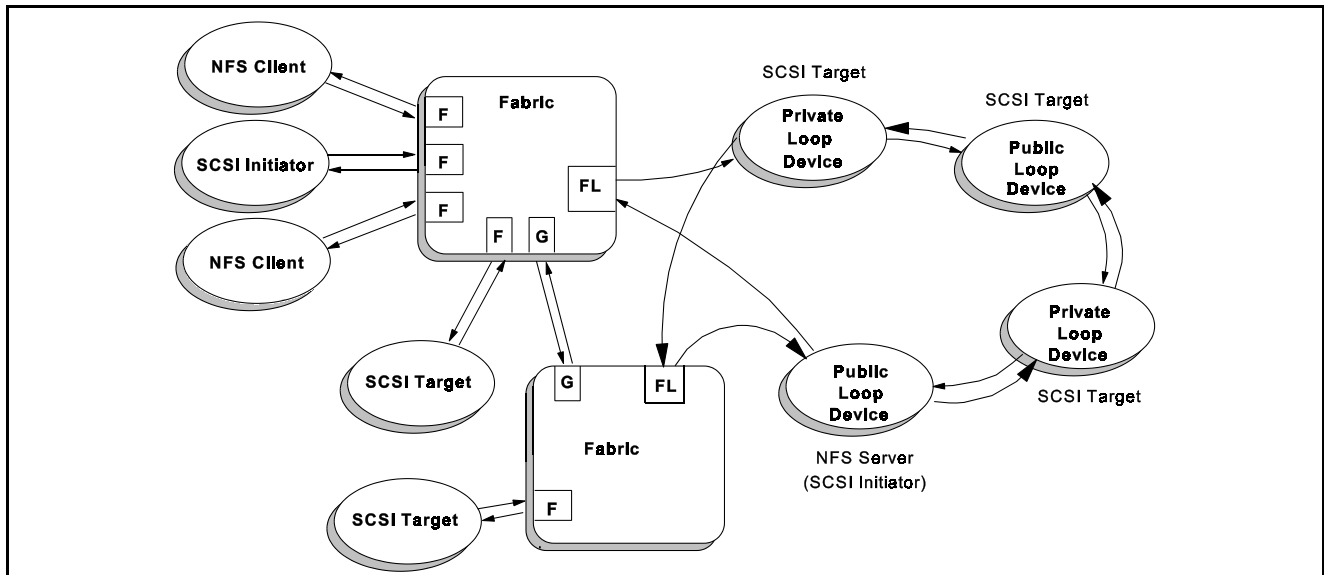 NFS Client
SCSI Initiator
NFS Client
Fabric
F
F
F
F
G
FL
SCSI Target
SCSI Target
Private
Loop
Device
SCSI Target
Public
Loop
Device
Private
Loop
Device
SCSI Target
Public
Loop
Device
NFS Server
(SCSI Initiator)
G
FL
Fabric
F
SCSI Target